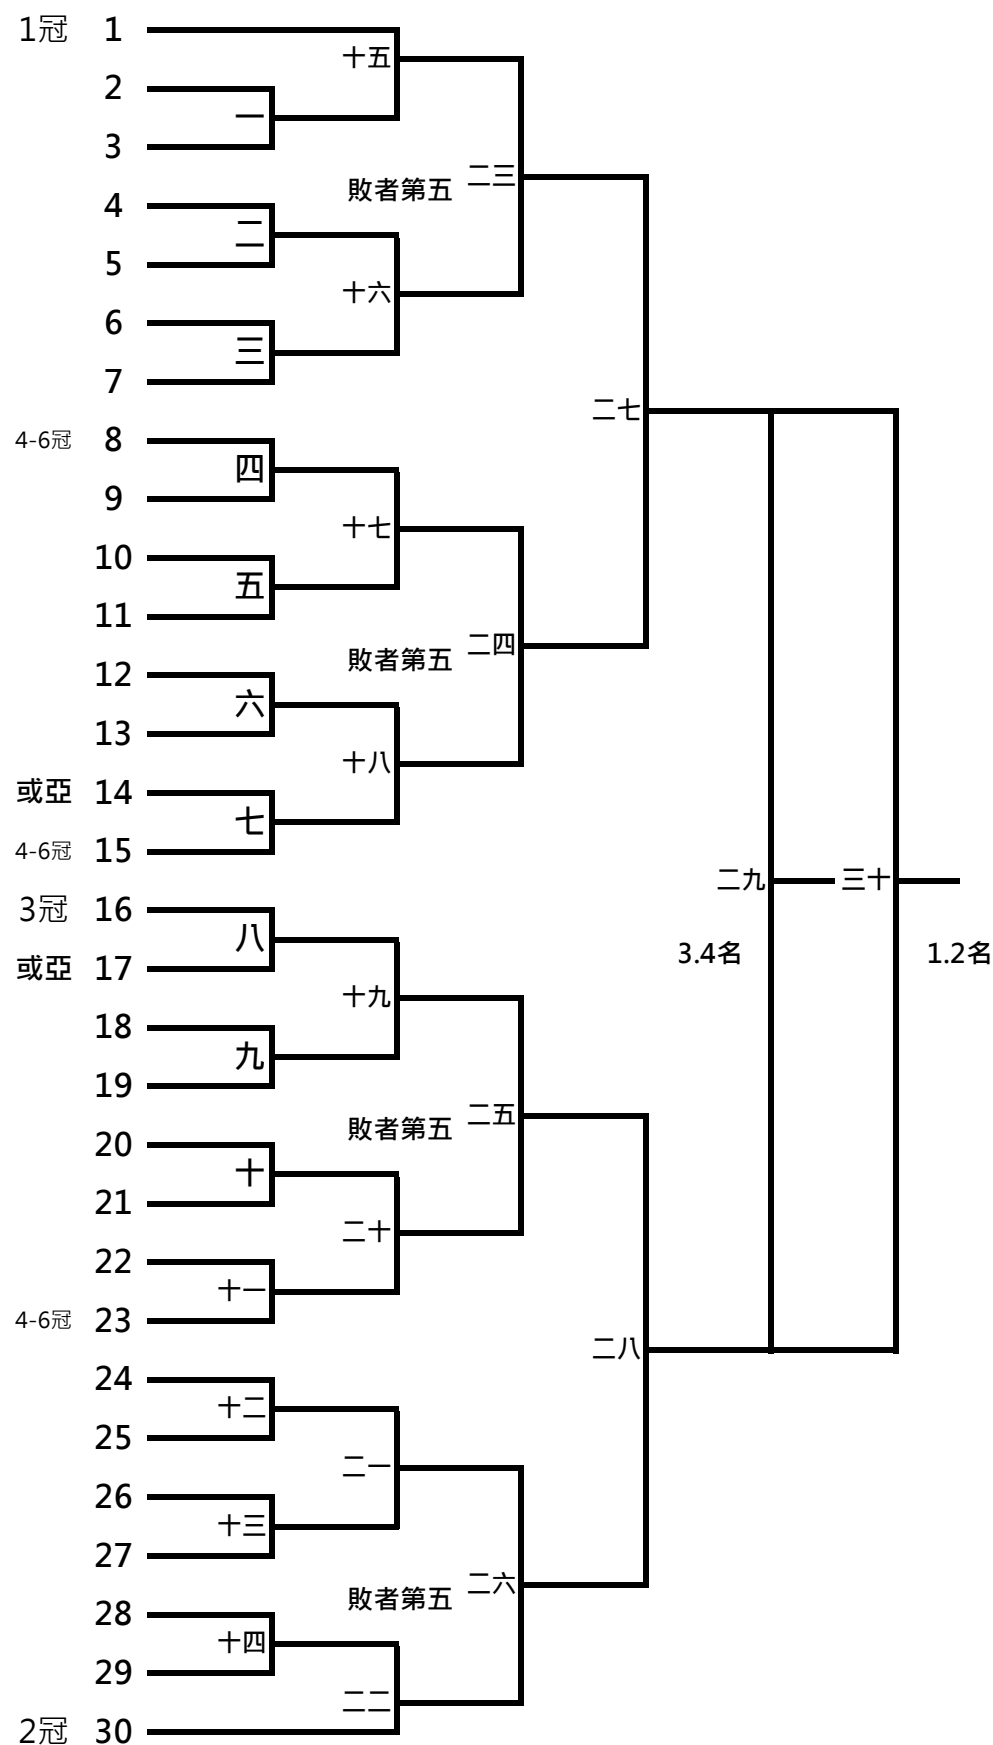 1冠 1
十五
2
一
3
敗者第五 二三
4
二
5
十六
6
三
7
二七
4-6冠 8
四
9
十七
10
五
11
敗者第五 二四
12
六
13
十八
或亞 14
七
4-6冠 15
二九 三十
3冠 16
八
3.4名 1.2名
或亞 17
十九
18
九
19
敗者第五 二五
20
十
21
二十
22
十一
4-6冠 23
二八
24
十二
25
二一
26
十三
27
敗者第五 二六
28
十四
29
二二
2冠 30